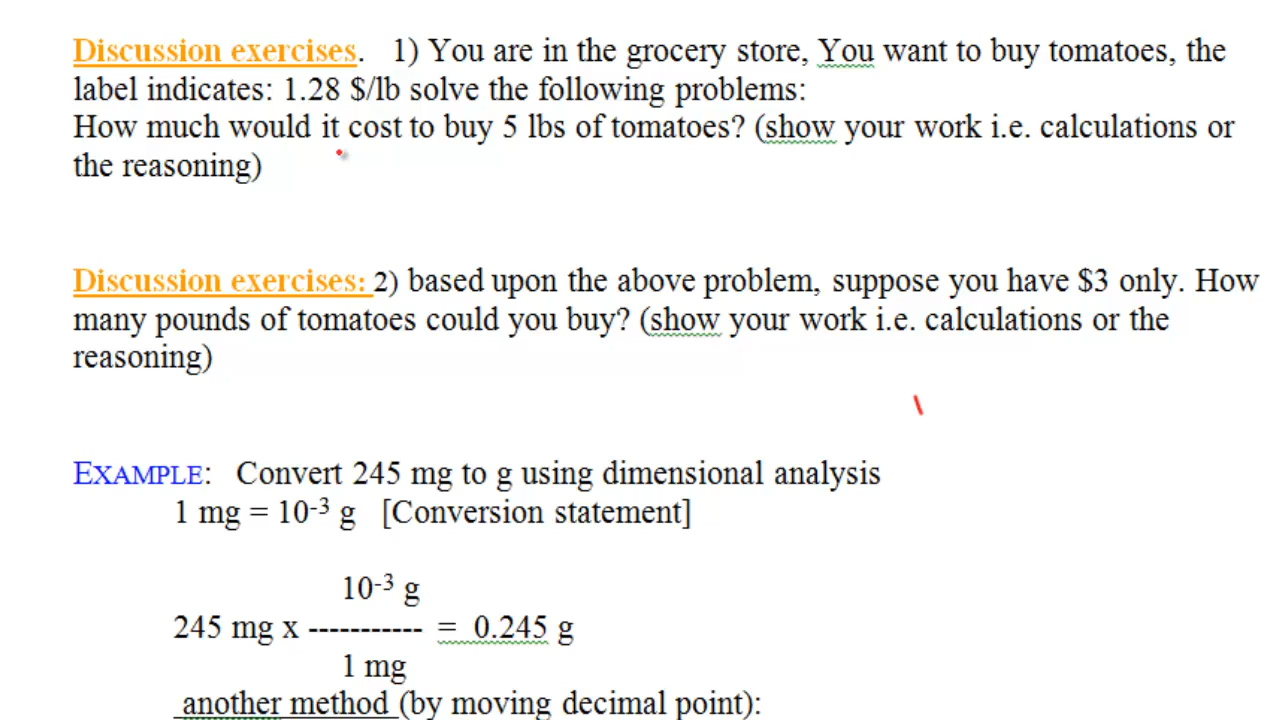 Discussion exercises. 1) You are in the grocery store, You want to buy tomatoes, the
label indicates: 1.28 $/lb solve the following problems:
How much would it cost to buy 5 lbs of tomatoes? (show your work i.e. calculations or
the reasoning)
Discussion exercises: 2) based upon the above problem, suppose you have $3 only. How
many pounds of tomatoes could you buy? (show your work i.e. calculations or the
reasoning)
EXAMPLE: Convert 245 mg to g using dimensional analysis
1 mg = 10⁻³ g [Conversion statement]
10⁻³ g
245 mg x ----------- = 0.245 g
1 mg
another method (by moving decimal point):